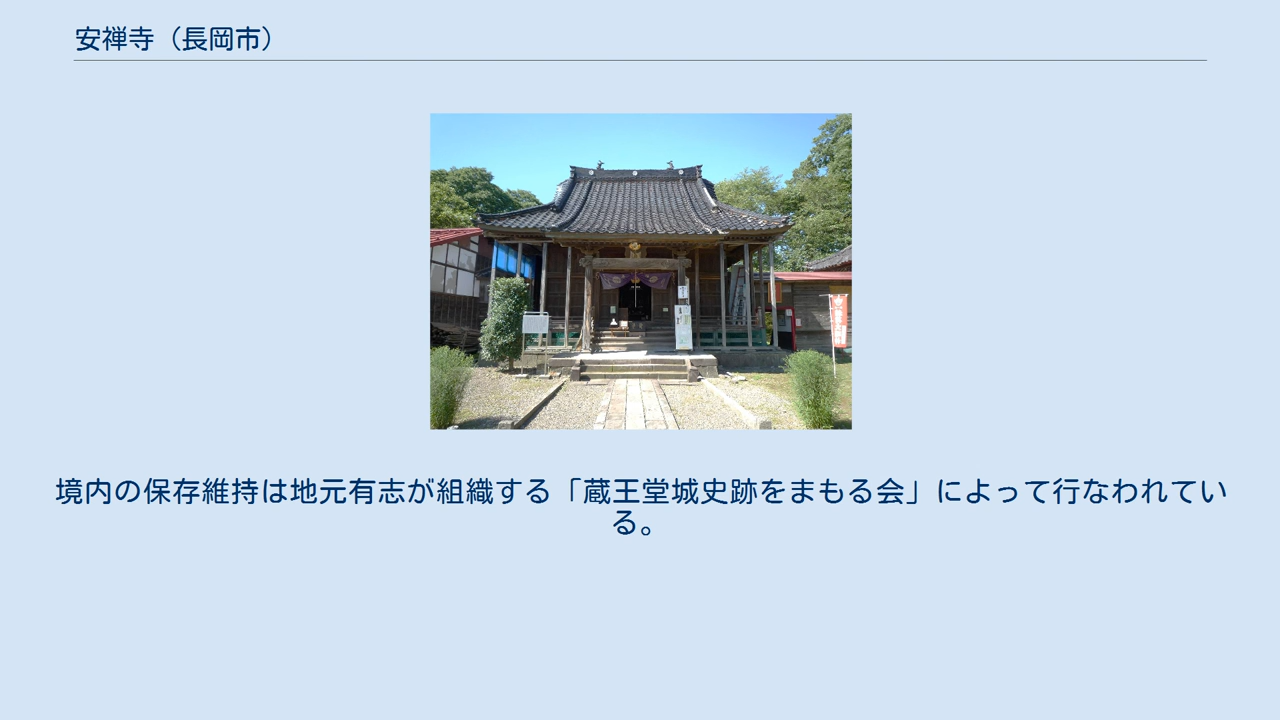 安禅寺（長岡市）
境内の保存維持は地元有志が組織する「蔵王堂城史跡をまもる会」によって行なわれてい
る。